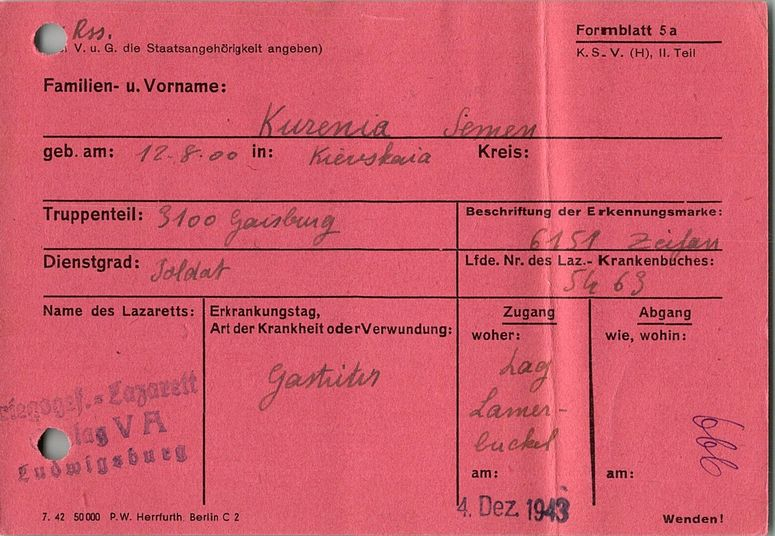 Rss.
V. u. G. die Staatsangehörigkeit angeben)
Formblatt 5 a
K. S. V. (H), II. Teil
Familien- u. Vorname:
Kurenia Semen
geb. am: 12-8-00 in: Kievskaia Kreis:
Truppenteil: 3100 Gaisburg
Beschriftung der Erkennungsmarke:
6151
Dienstgrad: Soldat
Lfde. Nr. des Laz.- Krankenbuches:
5463
Name des Lazaretts:
Erkrankungstag,
Art der Krankheit oder Verwundung:
Zugang
woher:
Abgang
wie, wohin:
Gastritis
Lag
Lamer-
buckel
Lazarett
lag V A
Ludwigsburg
666
am:
am:
4. Dez. 1943
7. 42 50000 P.W. Herrfurth, Berlin C 2
Wenden!